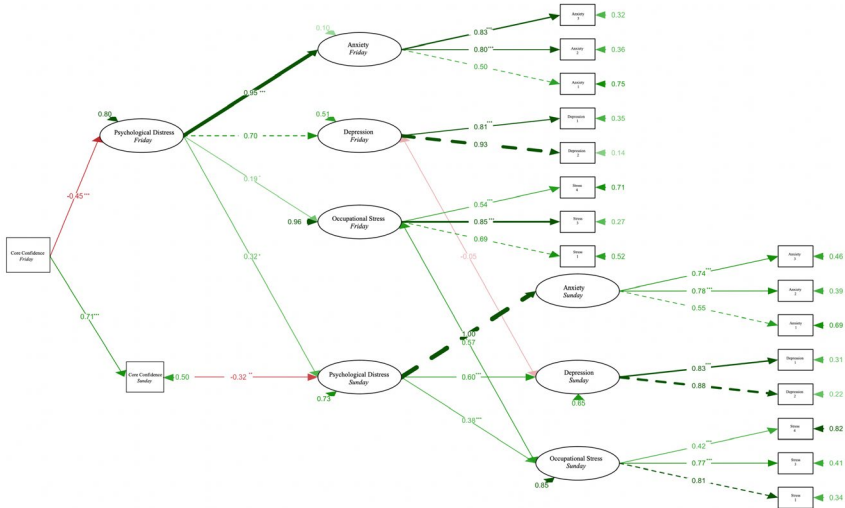 Anxiety
3
0.32
0.83***
0.10
Anxiety
Friday
0.80***
Anxiety
2
0.36
0.50
Anxiety
1
0.75
0.95***
0.80
Psychological Distress
Friday
0.51
Depression
Friday
0.70
0.81***
Depression
1
0.35
0.93
Depression
2
0.14
0.19*
0.54***
Stress
0.71
-0.45***
0.96
Occupational Stress
Friday
0.85***
Stress
3
0.27
0.69
Stress
1
0.52
Core Confidence
Friday
-0.05
0.74***
Anxiety
3
0.46
Anxiety
Sunday
0.78***
Anxiety
2
0.39
0.55
Anxiety
1
0.69
0.71***
1.00
0.57
Core Confidence
Sunday
0.50
-0.32**
Psychological Distress
Sunday
0.73
0.60***
Depression
Sunday
0.65
0.83***
Depression
1
0.31
0.88
Depression
2
0.22
0.38***
0.42***
Stress
0.82
0.85
Occupational Stress
Sunday
0.77***
Stress
3
0.41
0.81
Stress
1
0.34